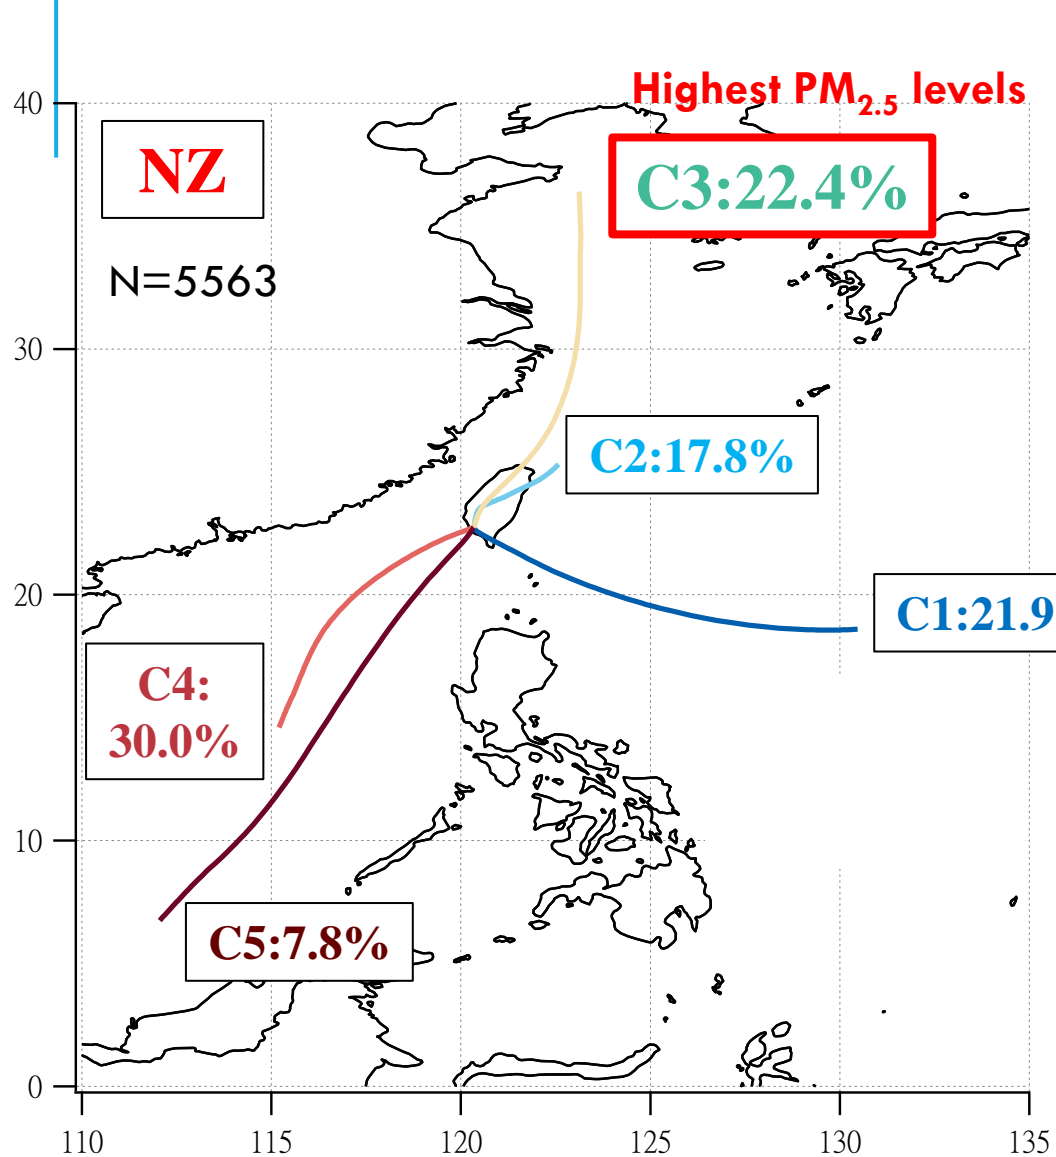 Highest PM2.5 levels
40
NZ
C3:22.4%
N=5563
30
C2:17.8%
20
C1:21.9
C4:
30.0%
10
C5:7.8%
0
110 115 120 125 130 135